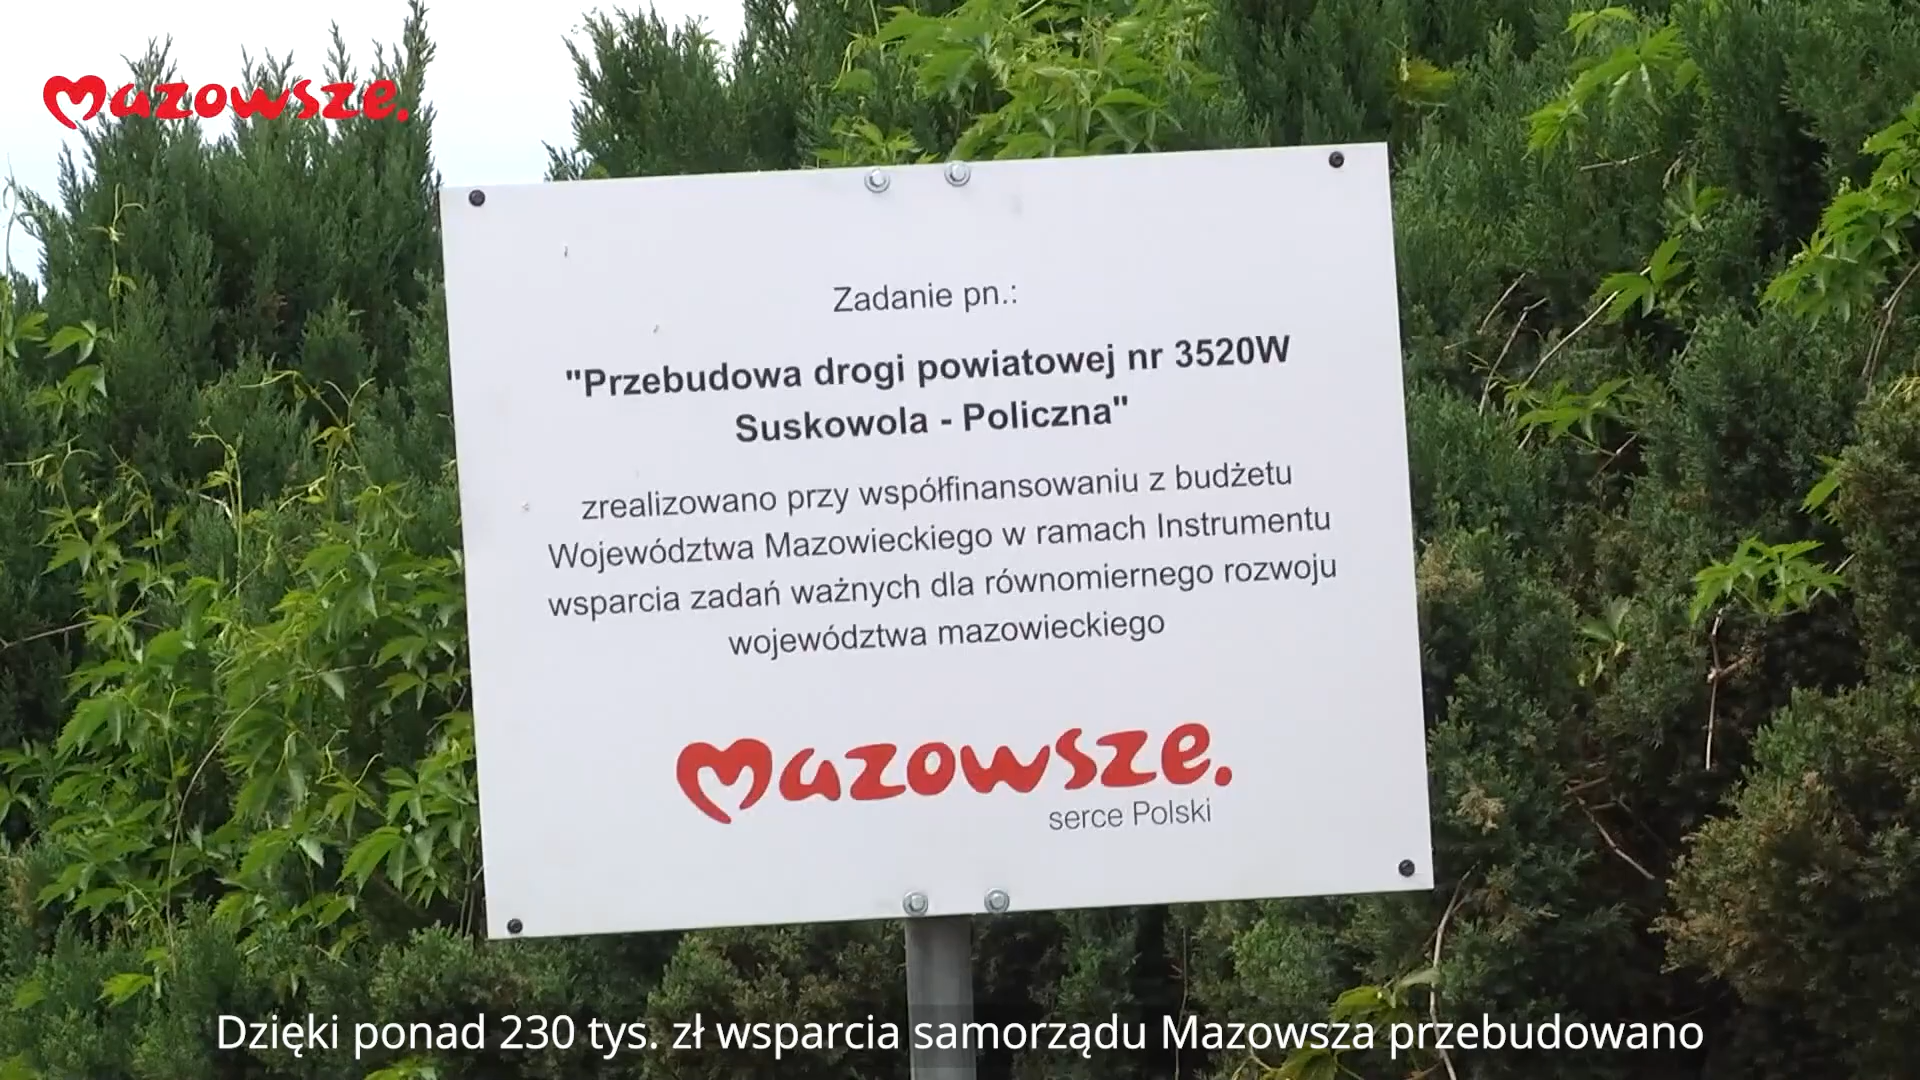 Mazowsze.
Zadanie pn.:
"Przebudowa drogi powiatowej nr 3520W
Suskowola - Policzna"
zrealizowano przy współfinansowaniu z budżetu
Województwa Mazowieckiego w ramach Instrumentu
wsparcia zadań ważnych dla równomiernego rozwoju
województwa mazowieckiego
Mazowsze.
serce Polski
Dzięki ponad 230 tys. zł wsparcia samorządu Mazowsza przebudowano